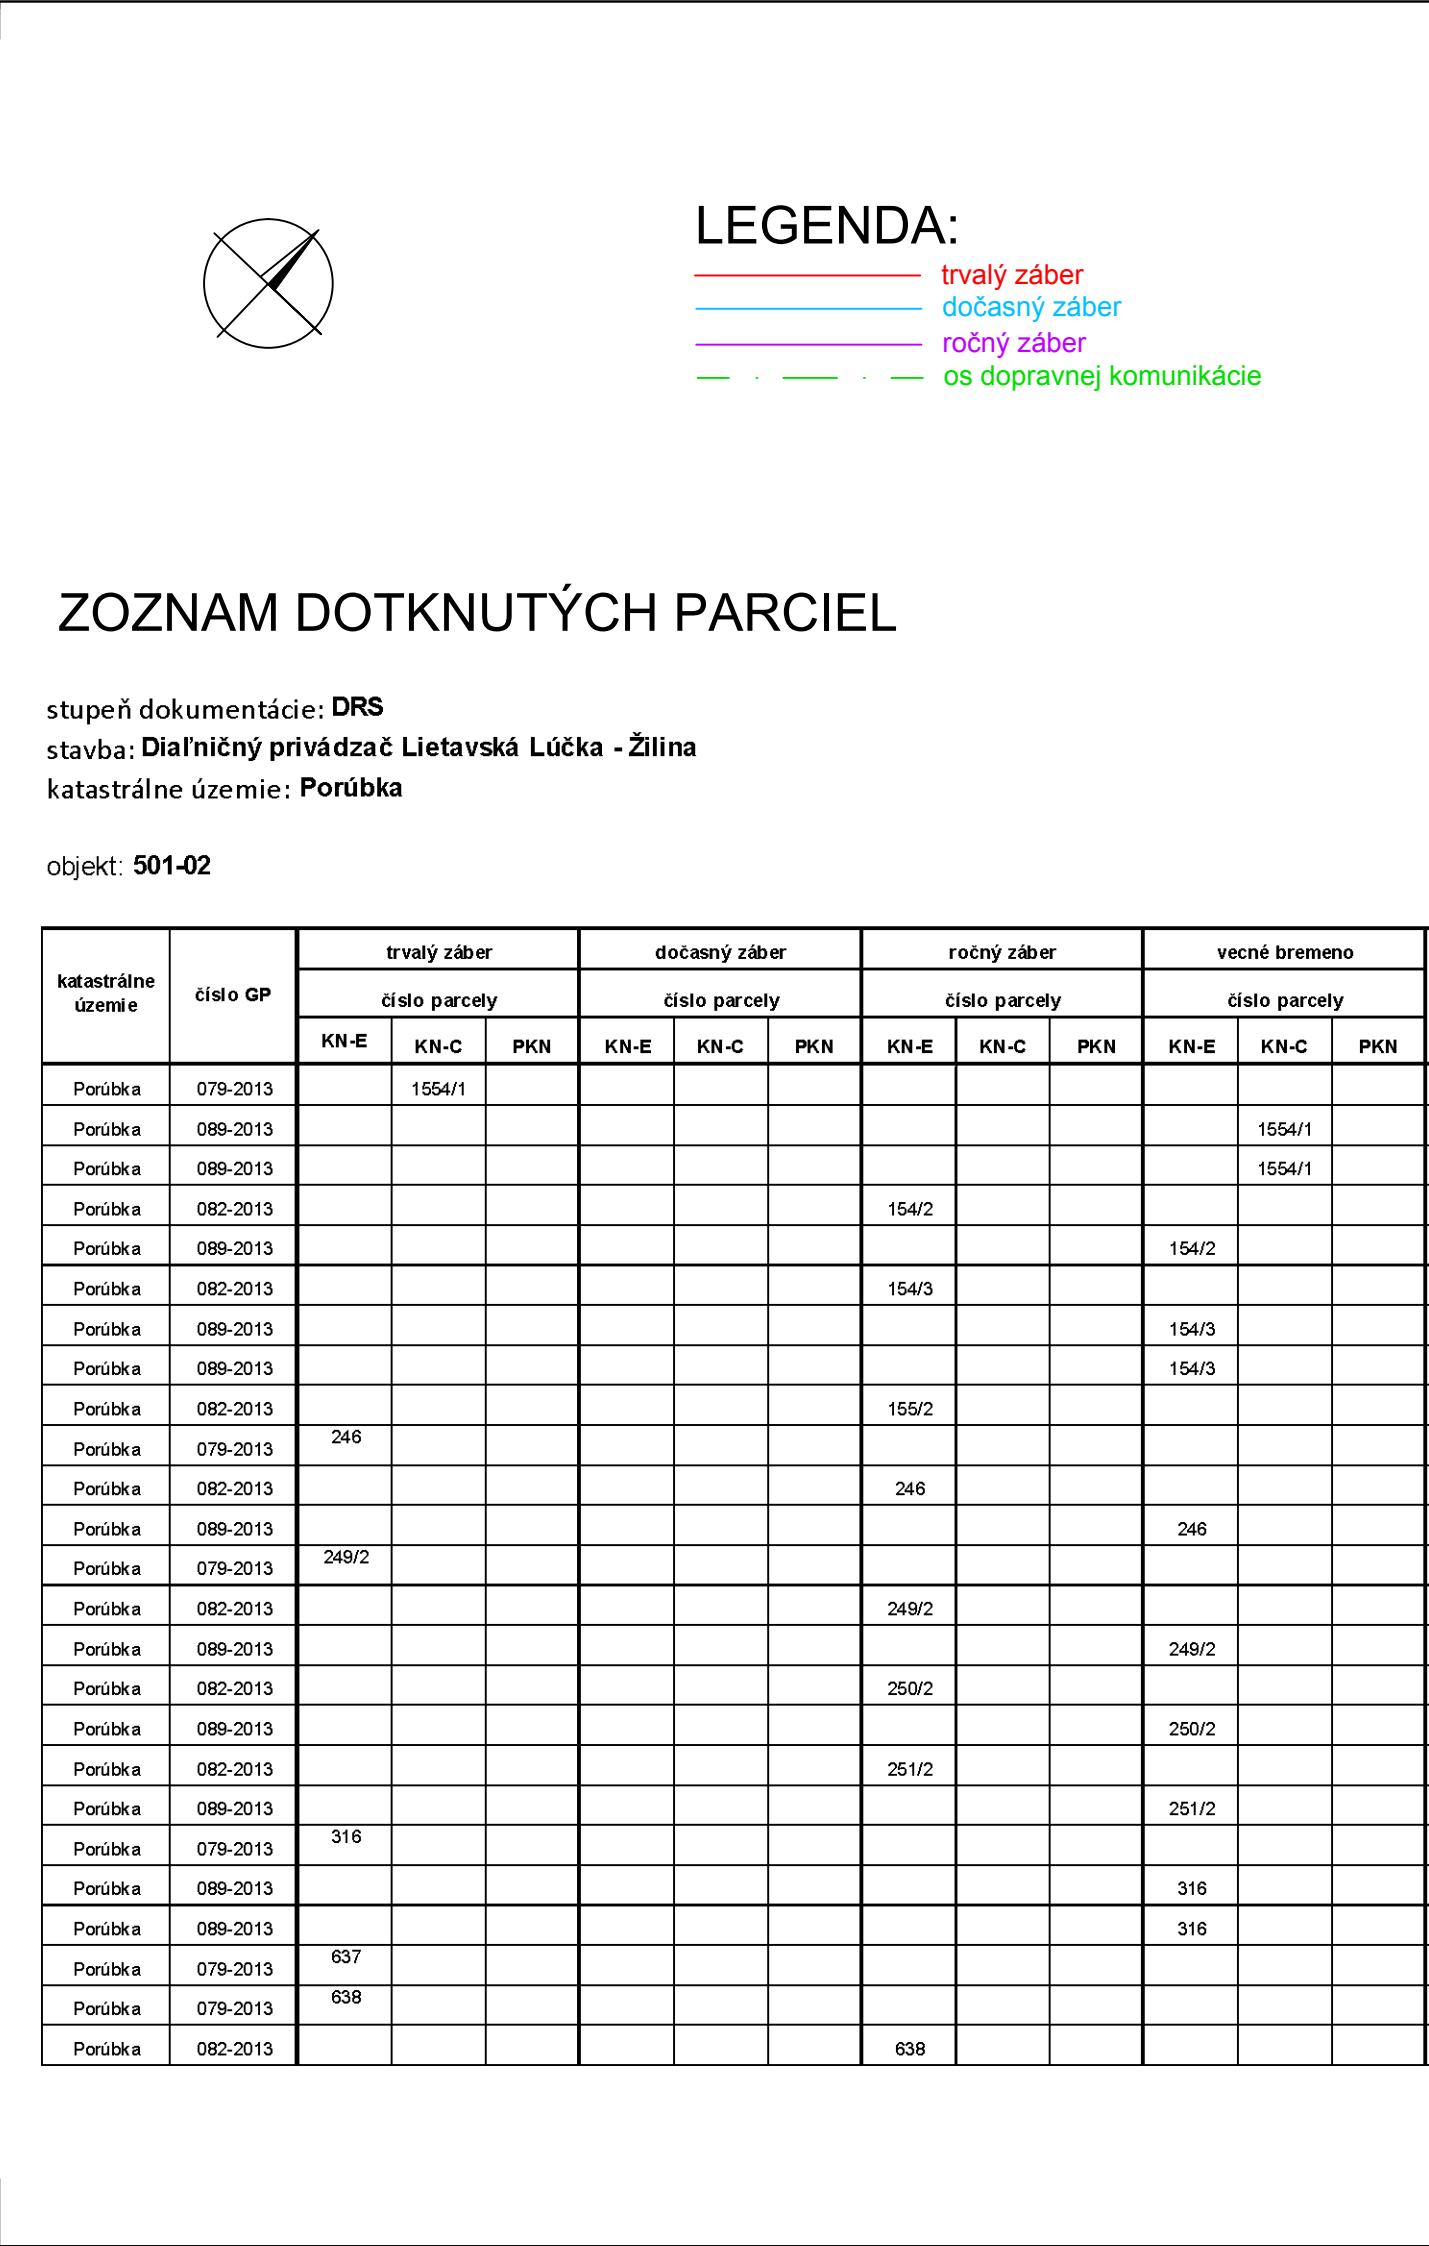 LEGENDA:
trvalý záber
dočasný záber
ročný záber
os dopravnej komunikácie
ZOZNAM DOTKNUTÝCH PARCIEL
stupeň dokumentácie: DRS
stavba: Diaľničný privádzač Lietavská Lúčka - Žilina
katastrálne územie: Porúbka
objekt: 501-02
katastrálne územie číslo GP trvalý záber dočasný záber ročný záber vecné bremeno
číslo parcely číslo parcely číslo parcely číslo parcely
KN-E KN-C PKN KN-E KN-C PKN KN-E KN-C PKN KN-E KN-C PKN
Porúbka 079-2013 1554/1
Porúbka 089-2013 1554/1
Porúbka 089-2013 1554/1
Porúbka 082-2013 154/2
Porúbka 089-2013 154/2
Porúbka 082-2013 154/3
Porúbka 089-2013 154/3
Porúbka 089-2013 154/3
Porúbka 082-2013 155/2
Porúbka 079-2013 246
Porúbka 082-2013 246
Porúbka 089-2013 246
Porúbka 079-2013 249/2
Porúbka 082-2013 249/2
Porúbka 089-2013 249/2
Porúbka 082-2013 250/2
Porúbka 089-2013 250/2
Porúbka 082-2013 251/2
Porúbka 089-2013 251/2
Porúbka 079-2013 316
Porúbka 089-2013 316
Porúbka 089-2013 316
Porúbka 079-2013 637
Porúbka 079-2013 638
Porúbka 082-2013 638